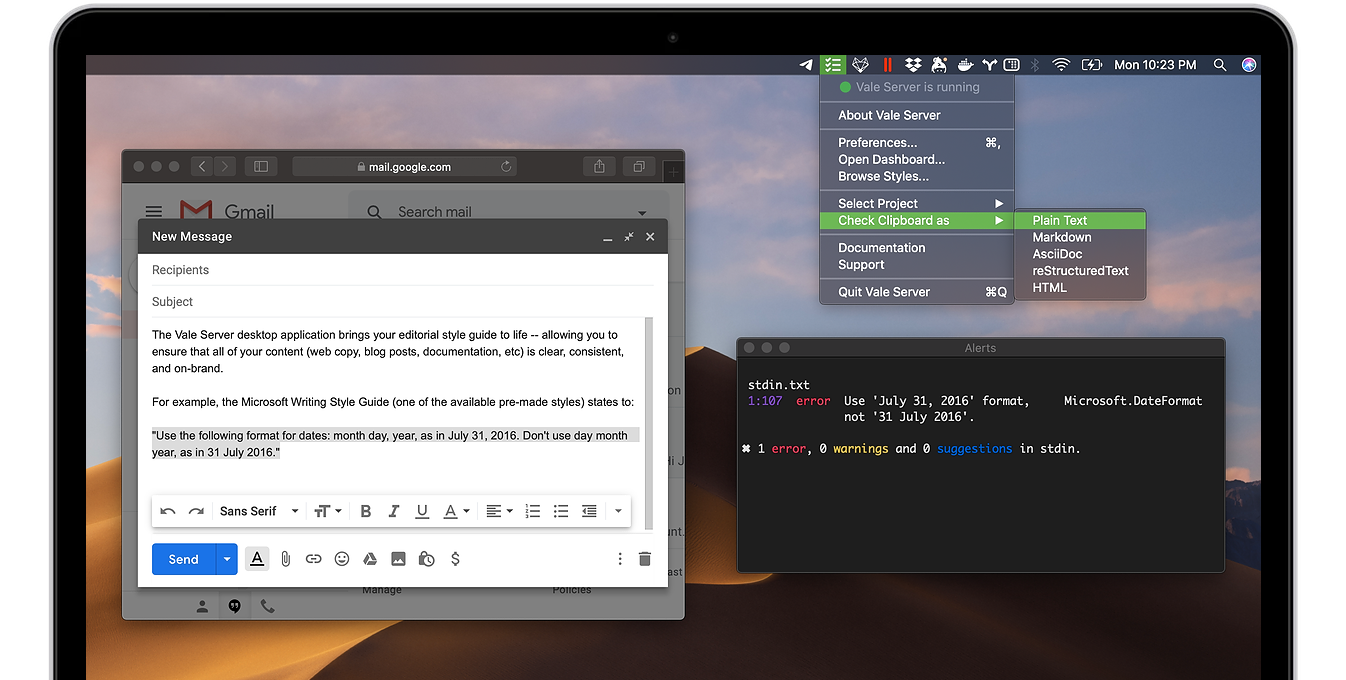 Mon 10:23 PM
Vale Server is running
About Vale Server
Preferences... ⌘,
Open Dashboard...
Browse Styles...
Select Project ▶
Check Clipboard as ▶
Plain Text
Markdown
AsciiDoc
reStructuredText
HTML
Documentation
Support
Quit Vale Server ⌘Q
mail.google.com
Gmail
Search mail
New Message
Recipients
Subject
The Vale Server desktop application brings your editorial style guide to life -- allowing you to
ensure that all of your content (web copy, blog posts, documentation, etc) is clear, consistent,
and on-brand.
For example, the Microsoft Writing Style Guide (one of the available pre-made styles) states to:
"Use the following format for dates: month day, year, as in July 31, 2016. Don't use day month
year, as in 31 July 2016."
Sans Serif
Send
Manage
Policies
Alerts
stdin.txt
1:107 error Use 'July 31, 2016' format, Microsoft.DateFormat
not '31 July 2016'.
✖ 1 error, 0 warnings and 0 suggestions in stdin.